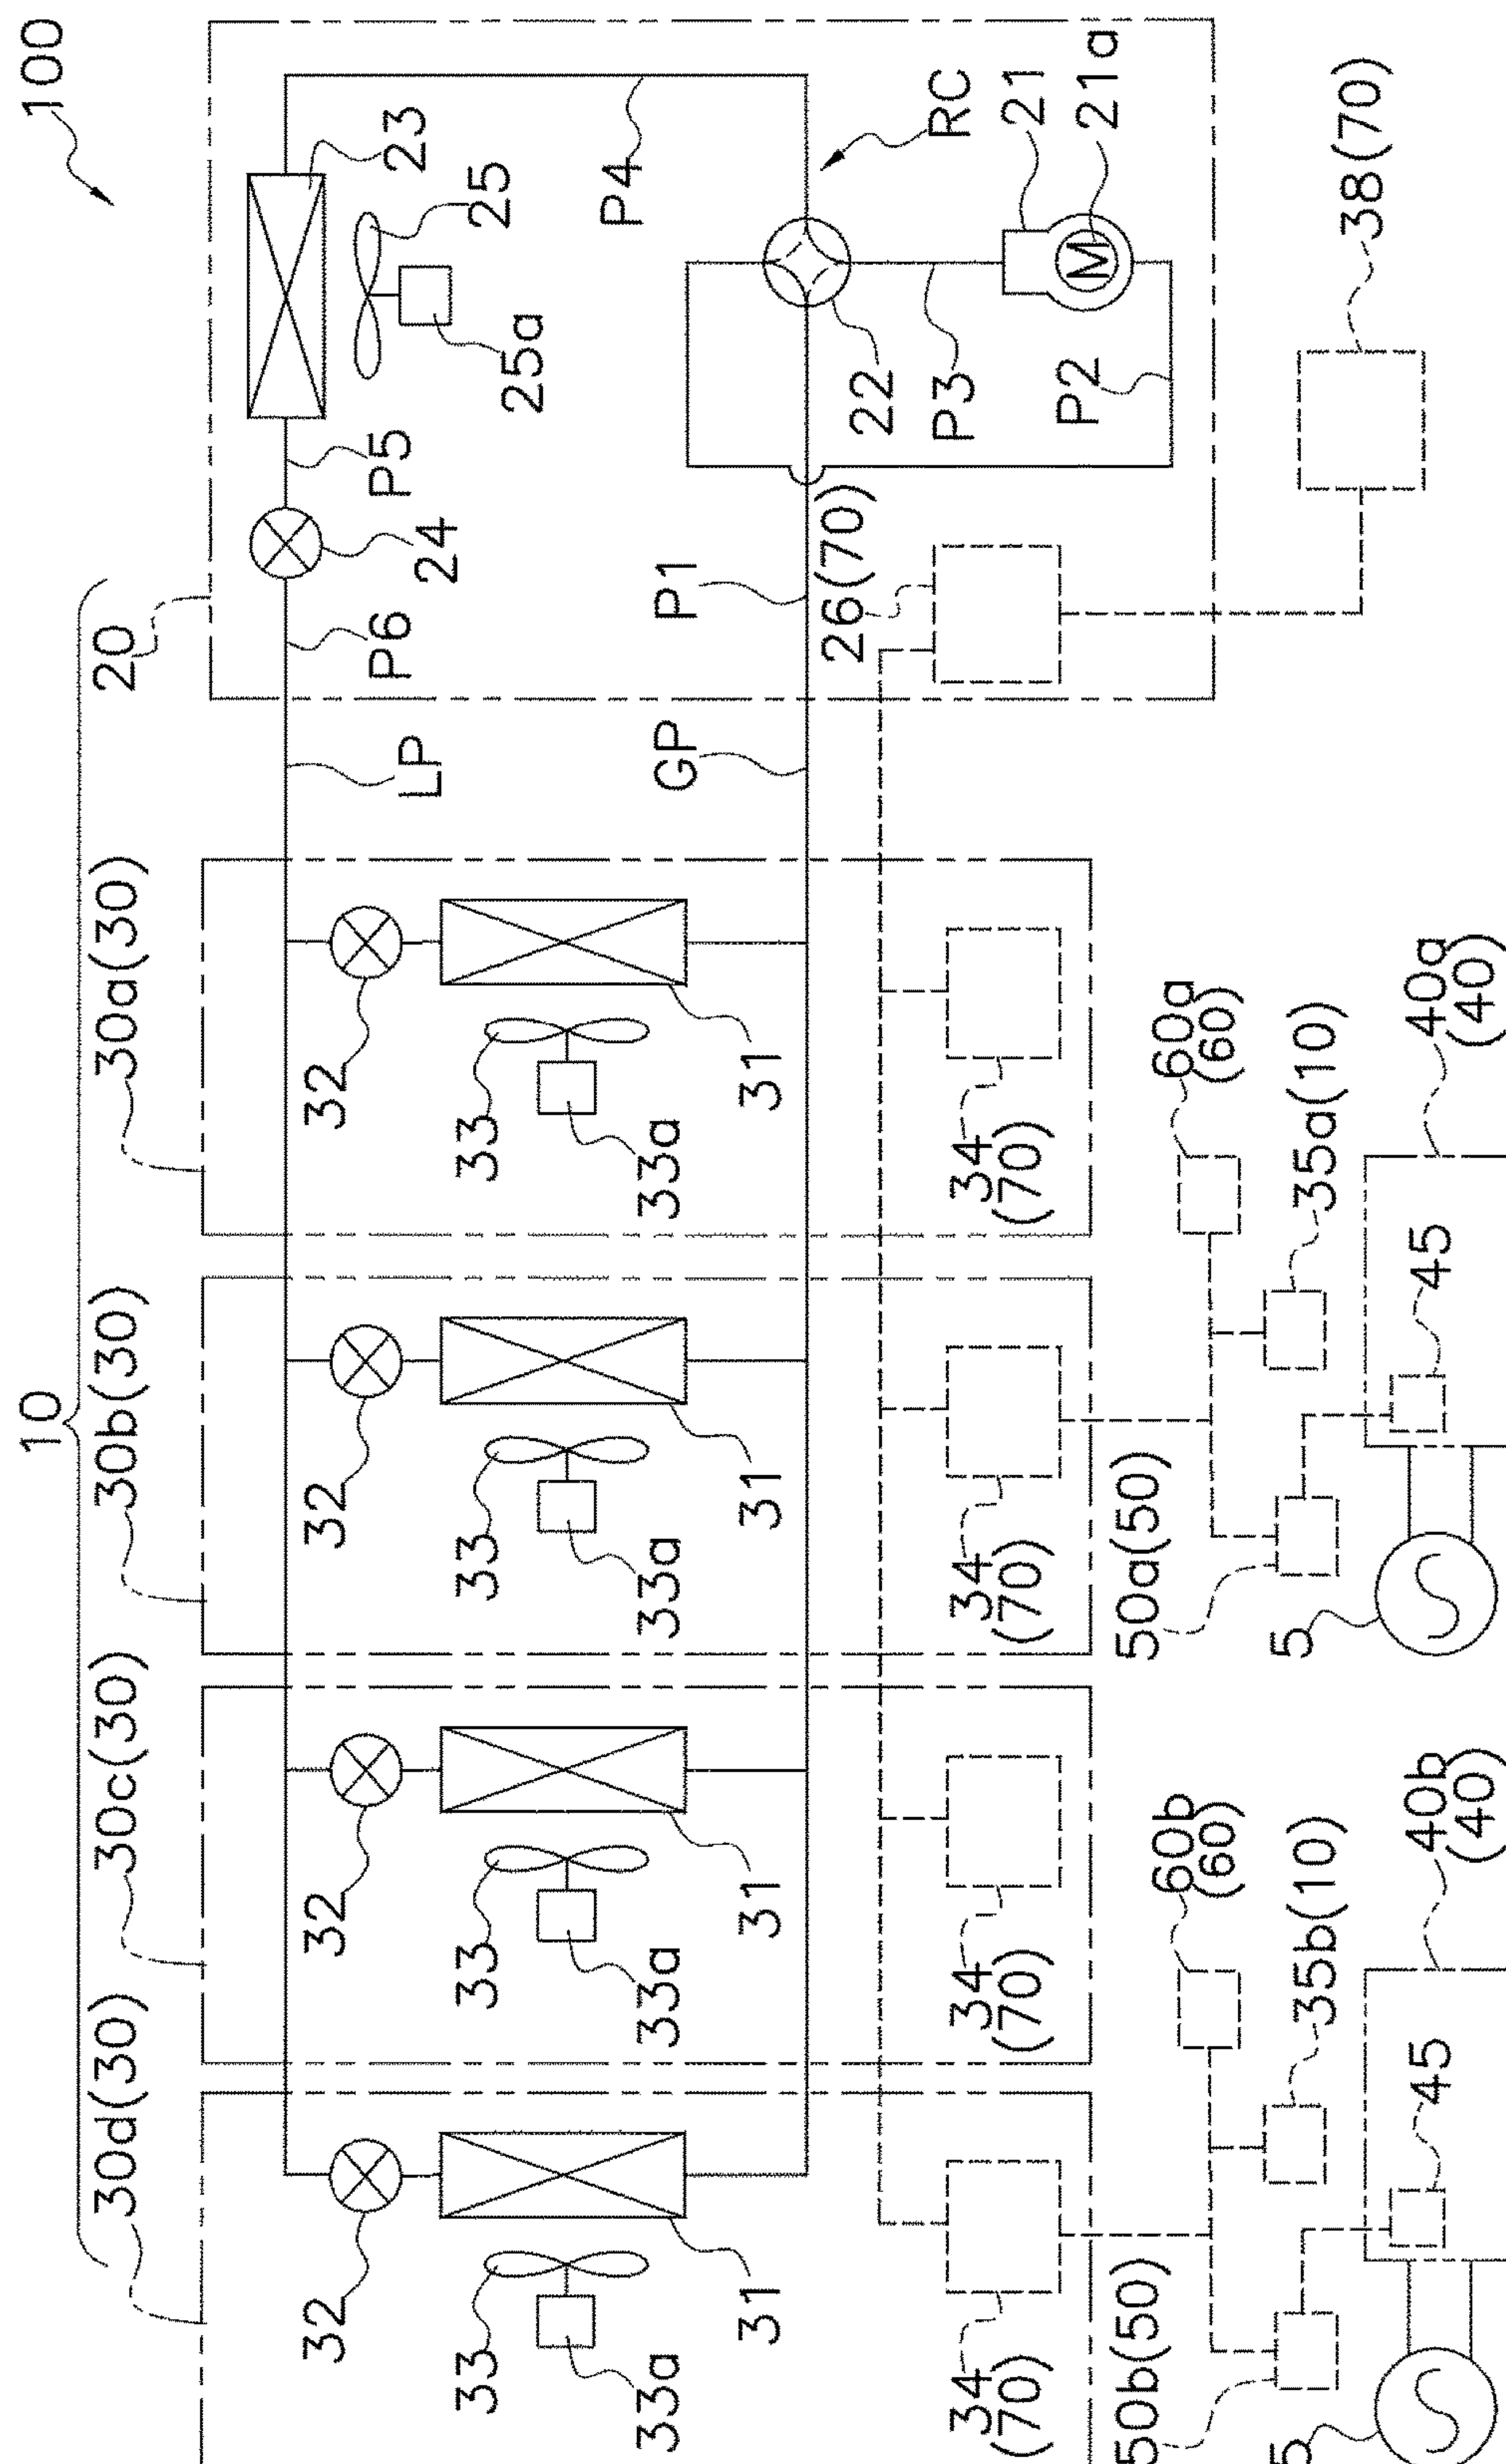 10
100
30d(30)
30c(30)
30b(30)
30a(30)
20
32
32
32
32
LP
P6
24
P5
23
33
33
33
33
25
25a
33a
33a
33a
33a
P4
GP
P1
31
31
31
31
26(70)
22
P3
RC
34
(70)
34
(70)
34
(70)
34
(70)
P2
21
21a
50b(50)
60b
(60)
50a(50)
60a
(60)
5
35b(10)
5
35a(10)
38(70)
45
40b
(40)
45
40a
(40)